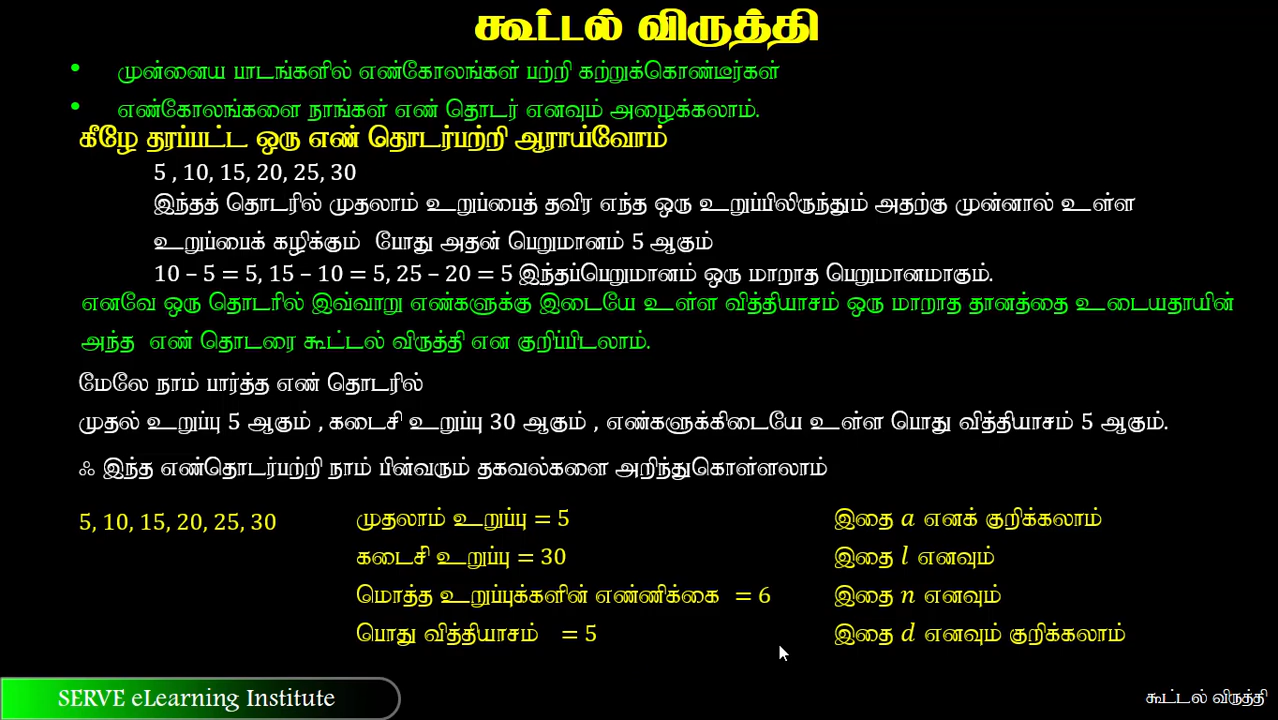 கூட்டல் விருத்தி
• முன்னைய பாடங்களில் எண்கோலங்கள் பற்றி கற்றுக்கொண்டீர்கள்
• எண்கோலங்களை நாங்கள் எண் தொடர் எனவும் அழைக்கலாம்.
கீழே தரப்பட்ட ஒரு எண் தொடர்பற்றி ஆராய்வோம்
5 , 10, 15, 20, 25, 30
இந்தத் தொடரில் முதலாம் உறுப்பைத் தவிர எந்த ஒரு உறுப்பிலிருந்தும் அதற்கு முன்னால் உள்ள
உறுப்பைக் கழிக்கும் போது அதன் பெறுமானம் 5 ஆகும்
10 – 5 = 5, 15 – 10 = 5, 25 – 20 = 5 இந்தப்பெறுமானம் ஒரு மாறாத பெறுமானமாகும்.
எனவே ஒரு தொடரில் இவ்வாறு எண்களுக்கு இடையே உள்ள வித்தியாசம் ஒரு மாறாத தானத்தை உடையதாயின்
அந்த எண் தொடரை கூட்டல் விருத்தி என குறிப்பிடலாம்.
மேலே நாம் பார்த்த எண் தொடரில்
முதல் உறுப்பு 5 ஆகும் , கடைசி உறுப்பு 30 ஆகும் , எண்களுக்கிடையே உள்ள பொது வித்தியாசம் 5 ஆகும்.
ஃ இந்த எண்தொடர்பற்றி நாம் பின்வரும் தகவல்களை அறிந்துகொள்ளலாம்
5, 10, 15, 20, 25, 30 முதலாம் உறுப்பு = 5 இதை a எனக் குறிக்கலாம்
கடைசி உறுப்பு = 30 இதை l எனவும்
மொத்த உறுப்புக்களின் எண்ணிக்கை = 6 இதை n எனவும்
பொது வித்தியாசம் = 5 இதை d எனவும் குறிக்கலாம்
SERVE eLearning Institute கூட்டல் விருத்தி